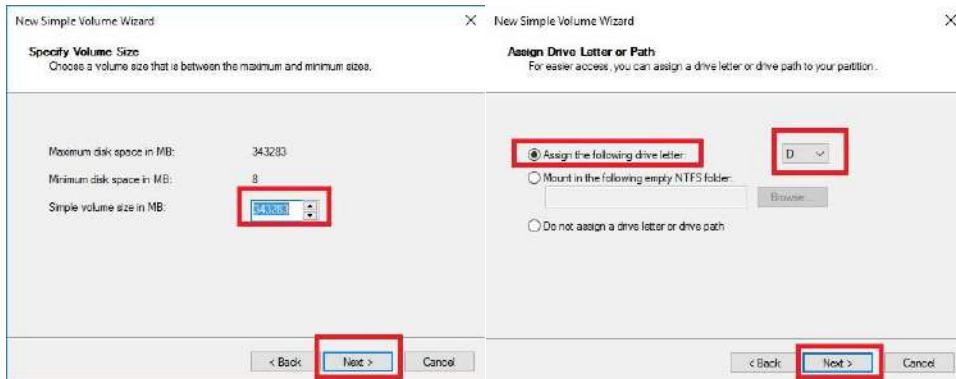 New Simple Volume Wizard
Specify Volume Size
Choose a volume size that is between the maximum and minimum sizes.
Maximum disk space in MB: 343283
Minimum disk space in MB: 8
Simple volume size in MB: 343283
< Back Next > Cancel
New Simple Volume Wizard
Assign Drive Letter or Path
For easier access, you can assign a drive letter or drive path to your partition.
Assign the following drive letter: D
Mount in the following empty NTFS folder:
Browse...
Do not assign a drive letter or drive path
< Back Next > Cancel